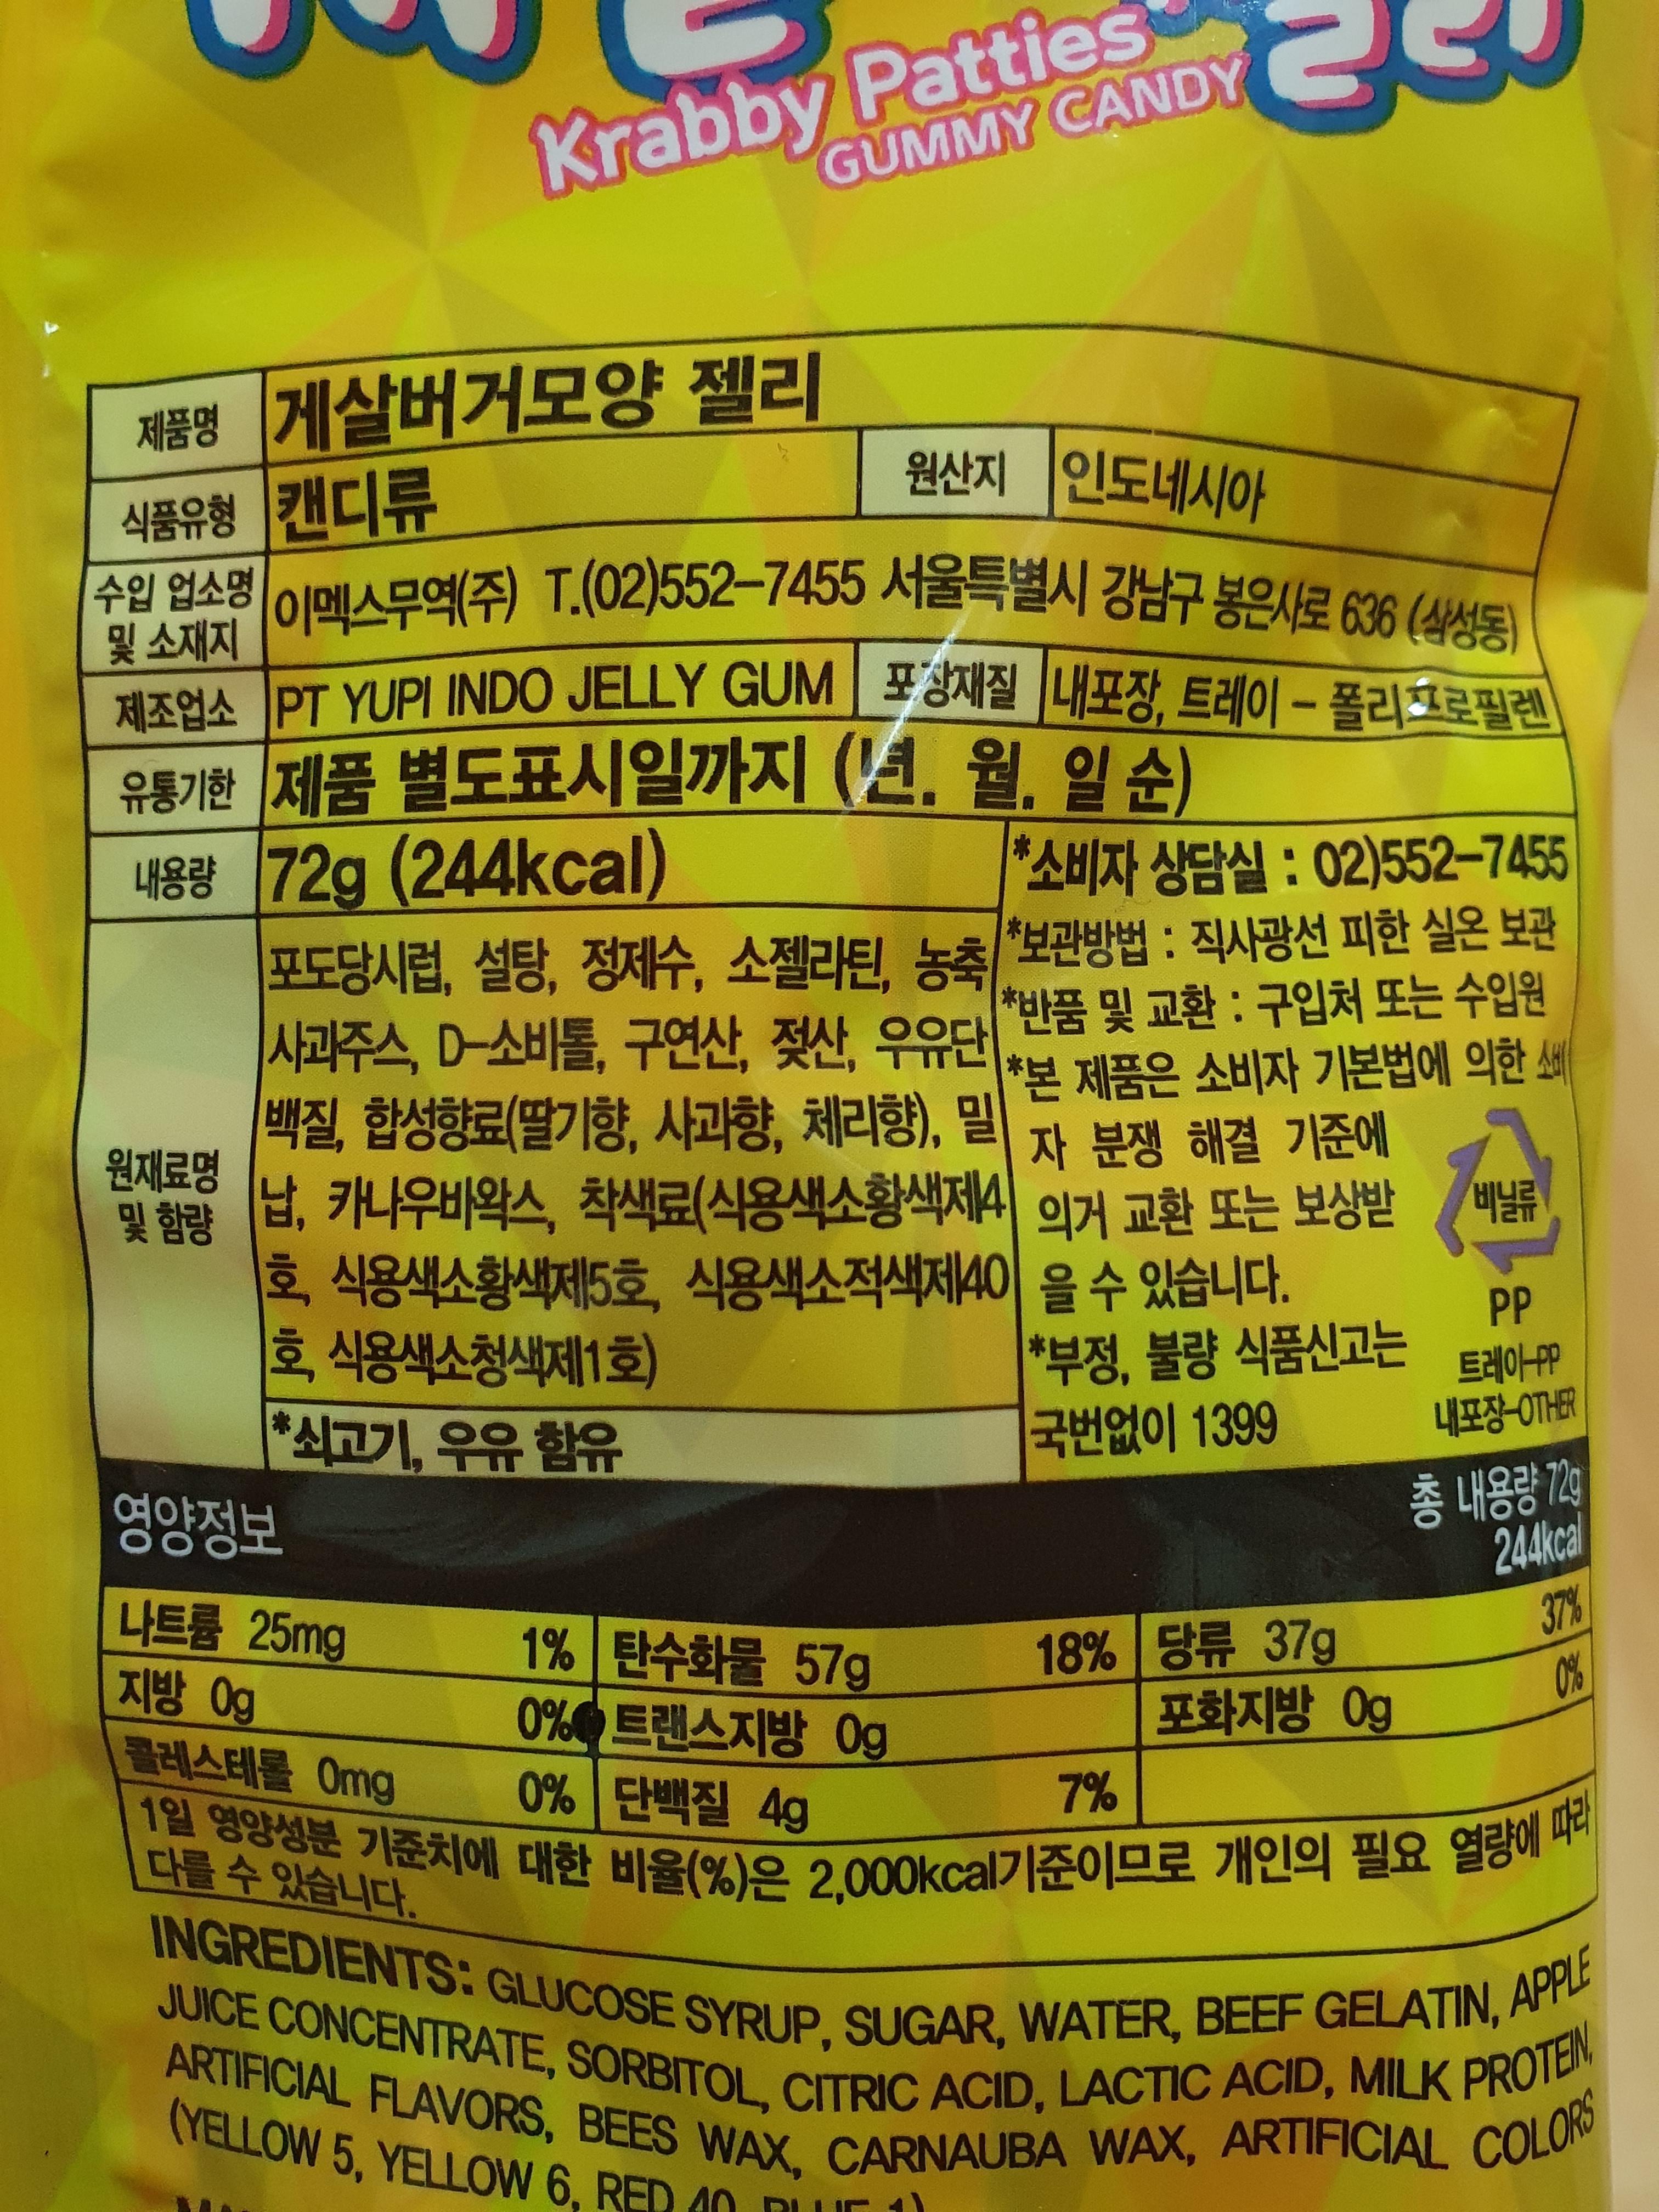 Krabby Patties
GUMMY CANDY
제품명 게살버거모양 젤리
식품유형 캔디류 원산지 인도네시아
수입 업소명
및 소재지
이멕스무역(주) T.(02)552-7455 서울특별시 강남구 봉은사로 636 (삼성동)
제조업소 PT YUPI INDO JELLY GUM 포장재질 내포장, 트레이 - 폴리프로필렌
유통기한 제품 별도표시일까지 (년. 월. 일 순)
내용량 72g (244kcal)
원재료명
및 함량
포도당시럽, 설탕, 정제수, 소젤라틴, 농축
사과주스, D-소비톨, 구연산, 젖산, 우유단
백질, 합성향료(딸기향, 사과향, 체리향), 밀
납, 카나우바왁스, 착색료(식용색소황색제4
호, 식용색소황색제5호, 식용색소적색제40
호, 식용색소청색제1호)
*쇠고기, 우유 함유
*소비자 상담실 : 02)552-7455
*보관방법 : 직사광선 피한 실온 보관
*반품 및 교환 : 구입처 또는 수입원
*본 제품은 소비자 기본법에 의한 소비
자 분쟁 해결 기준에
의거 교환 또는 보상받
을 수 있습니다.
*부정, 불량 식품신고는
국번없이 1399
비닐류
PP
트레이-PP
내포장-OTHER
영양정보
총 내용량 72g
244kcal
나트륨 25mg 1% 탄수화물 57g 18% 당류 37g 37%
지방 0g 0% 트랜스지방 0g 포화지방 0g 0%
콜레스테롤 0mg 0% 단백질 4g 7%
1일 영양성분 기준치에 대한 비율(%)은 2,000kcal기준이므로 개인의 필요 열량에 따라
다를 수 있습니다.
INGREDIENTS: GLUCOSE SYRUP, SUGAR, WATER, BEEF GELATIN, APPLE
JUICE CONCENTRATE, SORBITOL, CITRIC ACID, LACTIC ACID, MILK PROTEIN,
ARTIFICIAL FLAVORS, BEES WAX, CARNAUBA WAX, ARTIFICIAL COLORS
(YELLOW 5, YELLOW 6, RED 40, BLUE 1)